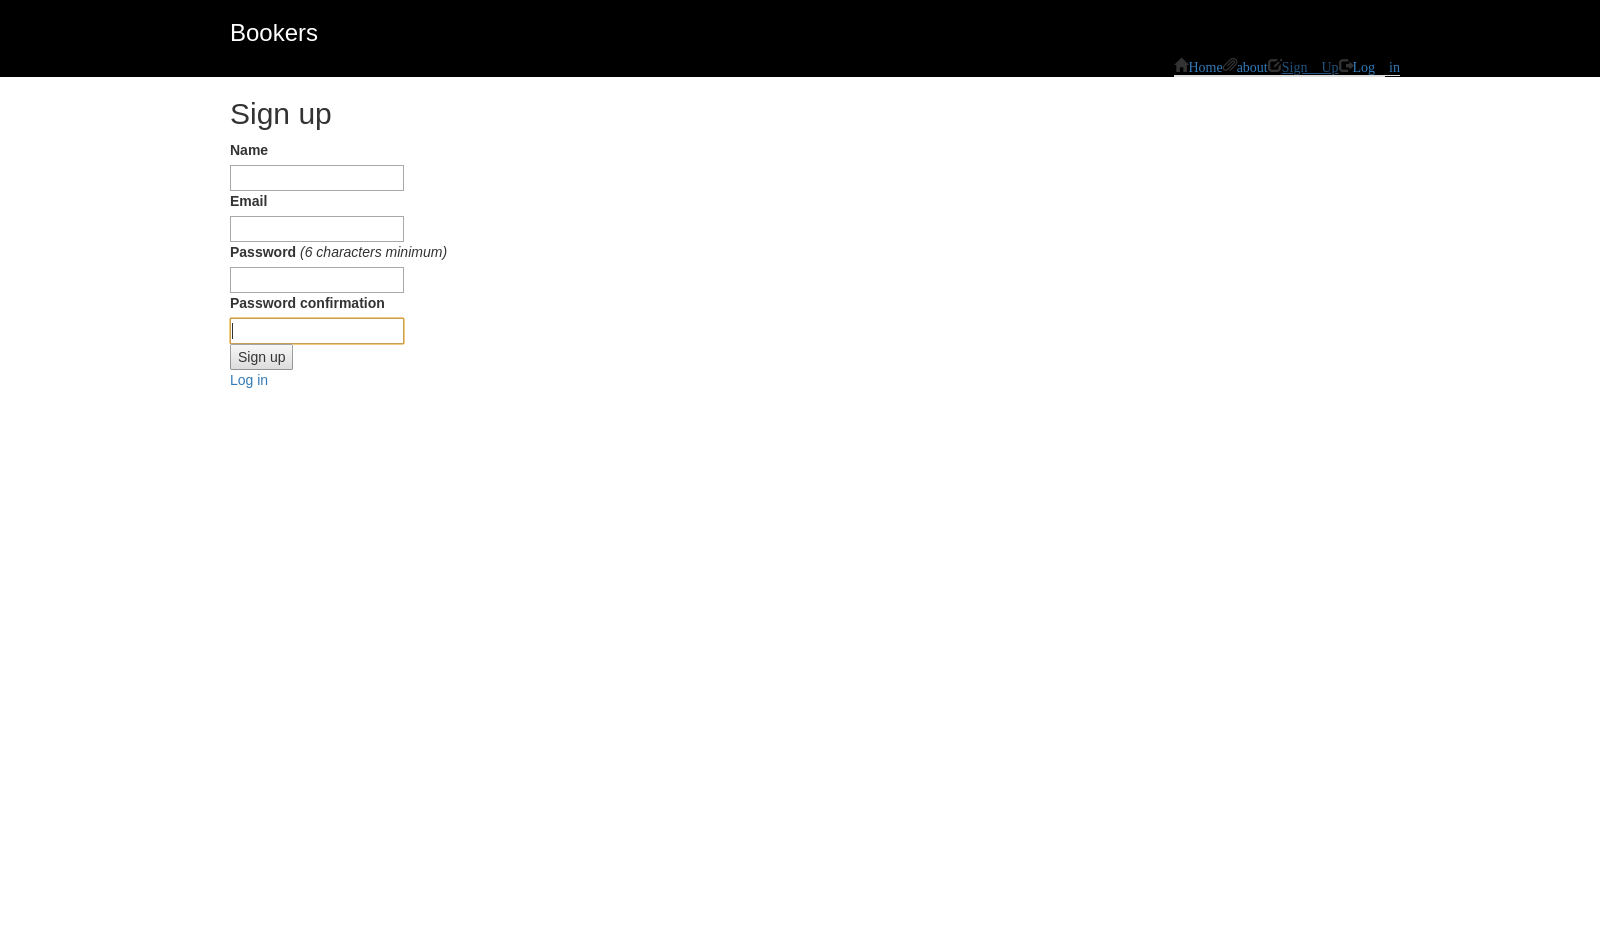 Bookers
Home about Sign Up Log in
Sign up
Name
Email
Password (6 characters minimum)
Password confirmation
Sign up
Log in